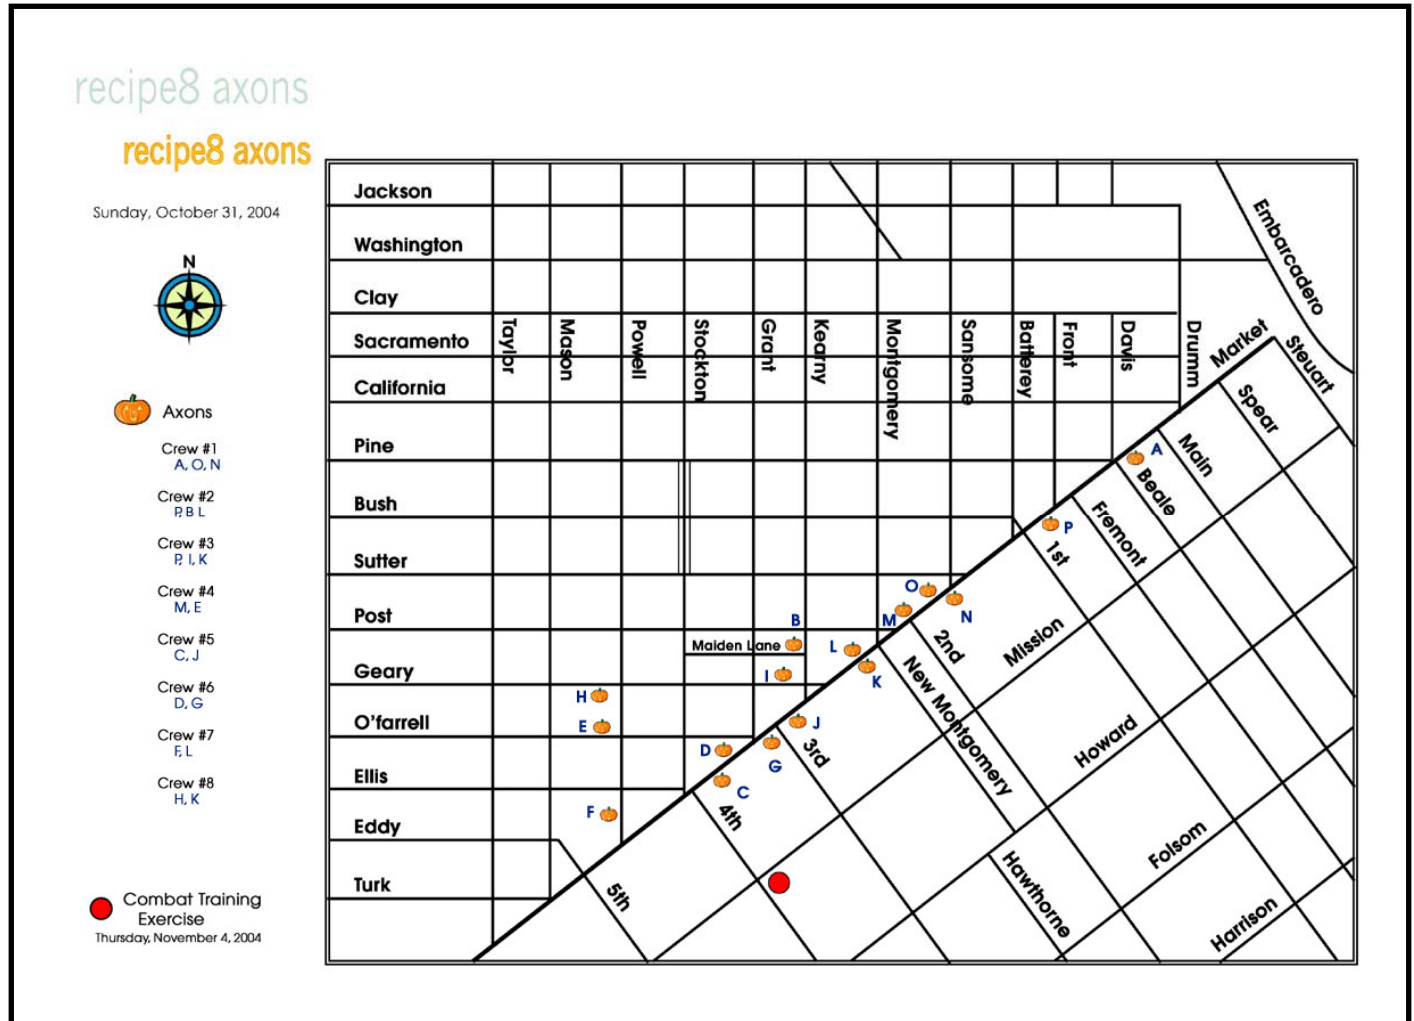 recipe8 axons
recipe8 axons
Sunday, October 31, 2004
N
Axons
Crew #1
A, O, N
Crew #2
P, B L
Crew #3
P, I, K
Crew #4
M, E
Crew #5
C, J
Crew #6
D, G
Crew #7
F, L
Crew #8
H, K
Combat Training
Exercise
Thursday, November 4, 2004
Jackson
Washington
Clay
Sacramento
California
Pine
Bush
Sutter
Post
Geary
O'farrell
Ellis
Eddy
Turk
Taylor
Mason
Powell
Stockton
Grant
Kearny
Montgomery
Sansome
Batterey
Front
Davis
Drumm
Market
Embarcadero
Steuart
Spear
Main
Beale
Fremont
1st
2nd
New Montgomery
3rd
4th
5th
Hawthorne
Mission
Howard
Folsom
Harrison
Maiden Lane
A
P
O
N
M
B
L
K
I
H
E
J
D
G
C
F